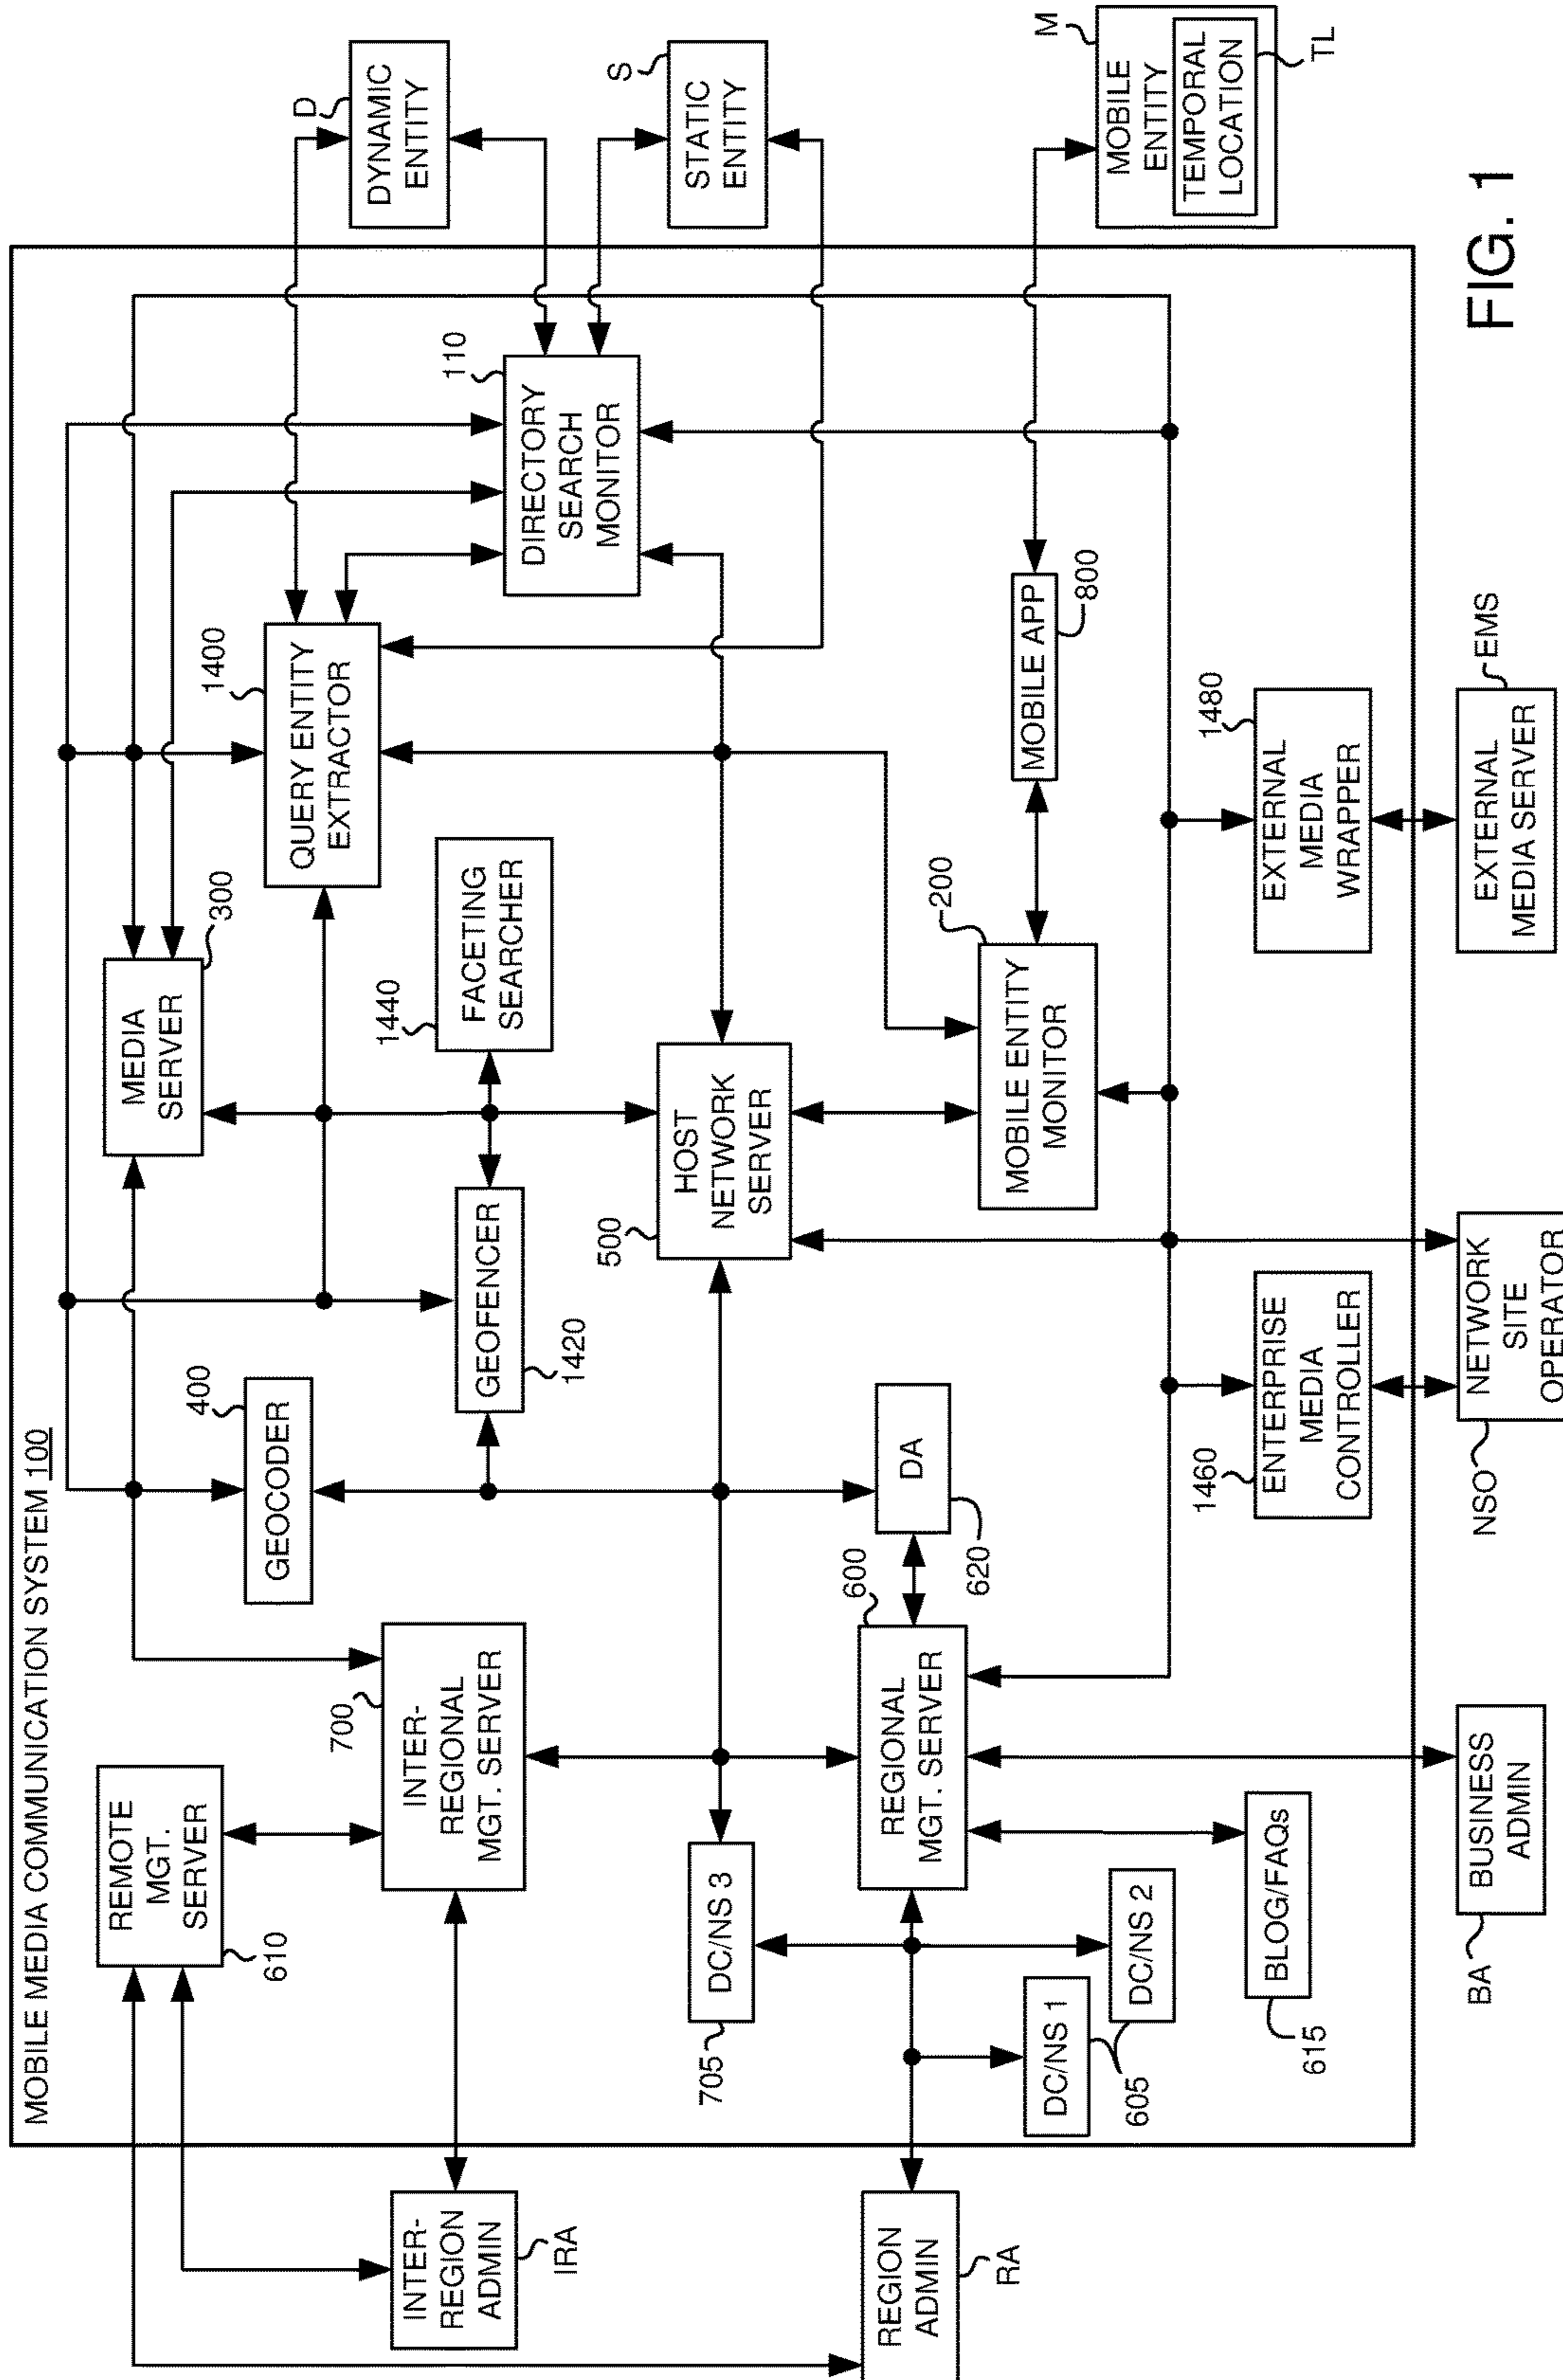 MOBILE MEDIA COMMUNICATION SYSTEM 100
REMOTE
MGT.
SERVER
610
INTER-
REGION
ADMIN
IRA
REGION
ADMIN
RA
INTER-
REGIONAL
MGT. SERVER
700
GEOCODER
400
MEDIA
SERVER
300
QUERY ENTITY
EXTRACTOR
1400
GEOFENCER
1420
FACETING
SEARCHER
1440
DIRECTORY
SEARCH
MONITOR
110
DYNAMIC
ENTITY
D
STATIC
ENTITY
S
MOBILE
ENTITY
M
TEMPORAL
LOCATION
TL
HOST
NETWORK
SERVER
500
DC/NS 3
705
DA
620
REGIONAL
MGT. SERVER
600
DC/NS 1
DC/NS 2
605
BLOG/FAQs
615
MOBILE ENTITY
MONITOR
200
MOBILE APP
800
ENTERPRISE
MEDIA
CONTROLLER
1460
EXTERNAL
MEDIA
WRAPPER
1480
BUSINESS
ADMIN
BA
NETWORK
SITE
OPERATOR
NSO
EXTERNAL
MEDIA SERVER
EMS
FIG. 1